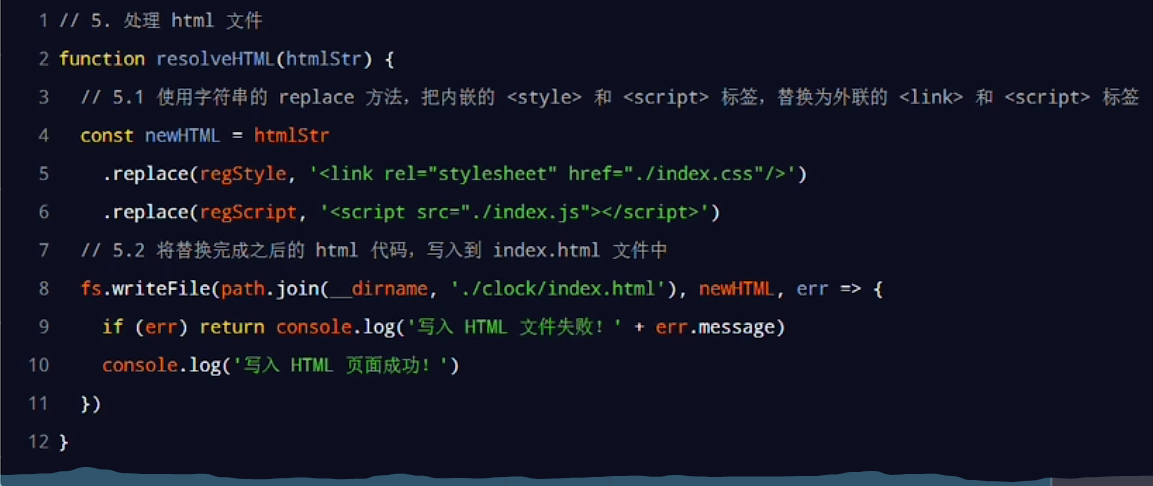 1 // 5. 处理 html 文件
2 function resolveHTML(htmlStr) {
3 // 5.1 使用字符串的 replace 方法，把内嵌的 <style> 和 <script> 标签，替换为外联的 <link> 和 <script> 标签
4 const newHTML = htmlStr
5 .replace(regStyle, '<link rel="stylesheet" href="./index.css"/>')
6 .replace(regScript, '<script src="./index.js"></script>')
7 // 5.2 将替换完成之后的 html 代码，写入到 index.html 文件中
8 fs.writeFile(path.join(__dirname, './clock/index.html'), newHTML, err => {
9 if (err) return console.log('写入 HTML 文件失败！' + err.message)
10 console.log('写入 HTML 页面成功！')
11 })
12 }